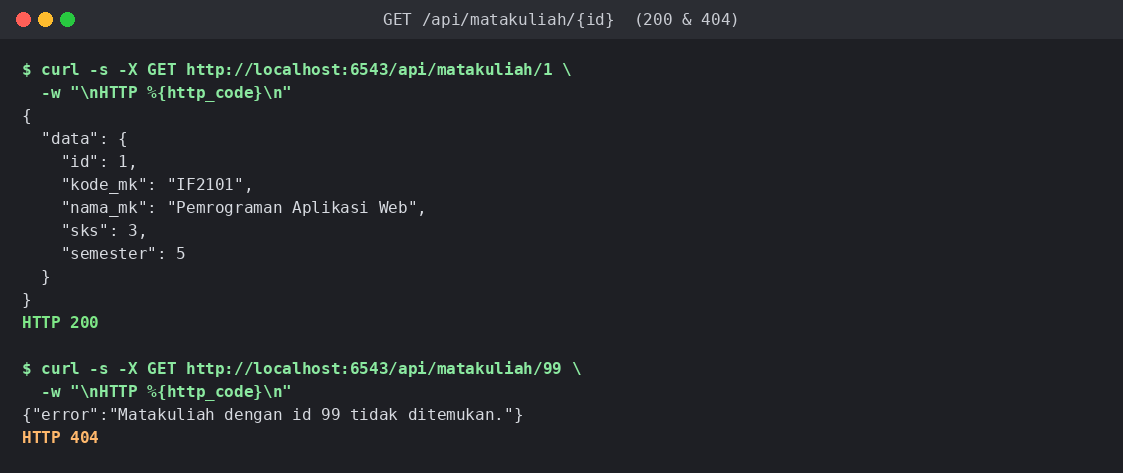 GET /api/matakuliah/{id}  (200 & 404)
$ curl -s -X GET http://localhost:6543/api/matakuliah/1 \
  -w "\nHTTP %{http_code}\n"
{
  "data": {
    "id": 1,
    "kode_mk": "IF2101",
    "nama_mk": "Pemrograman Aplikasi Web",
    "sks": 3,
    "semester": 5
  }
}
HTTP 200
$ curl -s -X GET http://localhost:6543/api/matakuliah/99 \
  -w "\nHTTP %{http_code}\n"
{"error":"Matakuliah dengan id 99 tidak ditemukan."}
HTTP 404